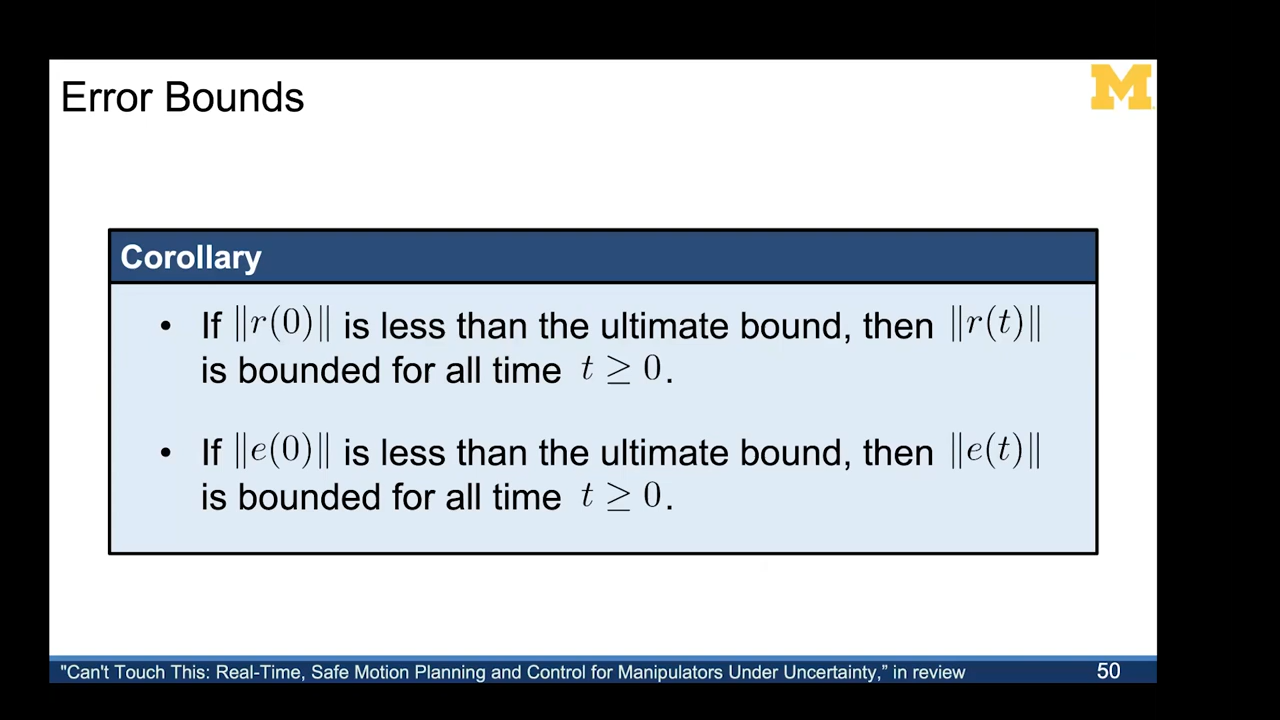 Error Bounds
M
Corollary
• If ‖r(0)‖ is less than the ultimate bound, then ‖r(t)‖
is bounded for all time t ≥ 0.
• If ‖e(0)‖ is less than the ultimate bound, then ‖e(t)‖
is bounded for all time t ≥ 0.
"Can't Touch This: Real-Time, Safe Motion Planning and Control for Manipulators Under Uncertainty,” in review
50